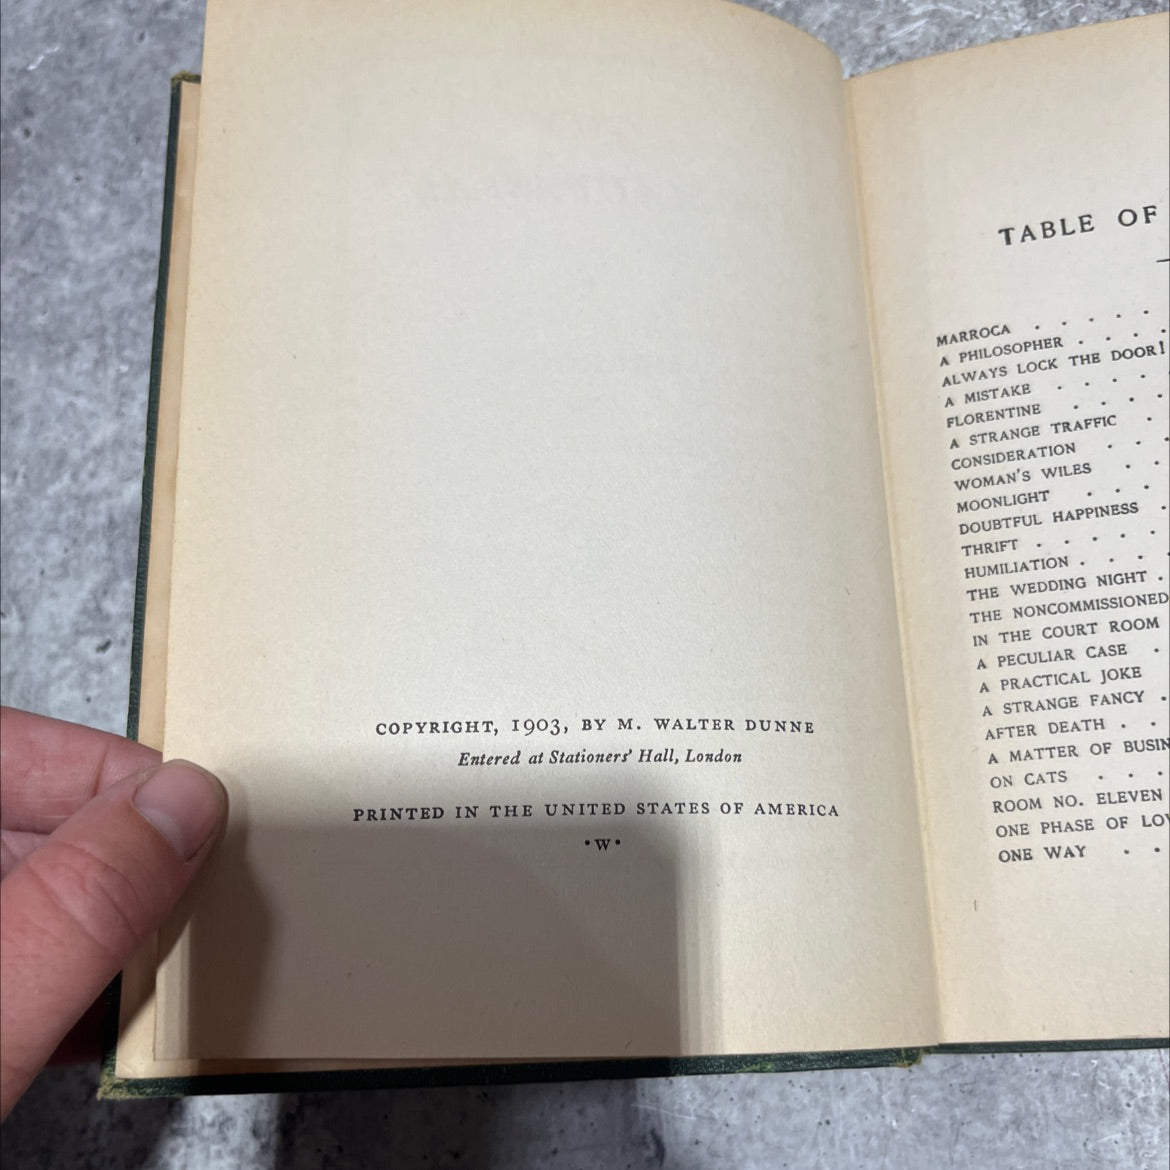 COPYRIGHT, 1903, BY M. WALTER DUNNE
Entered at Stationers' Hall, London
PRINTED IN THE UNITED STATES OF AMERICA
•W•
TABLE OF
MARROCA . . . . .
A PHILOSOPHER . . . .
ALWAYS LOCK THE DOOR!
A MISTAKE . . . .
FLORENTINE . . . .
A STRANGE TRAFFIC .
CONSIDERATION . . .
WOMAN'S WILES . .
MOONLIGHT . . .
DOUBTFUL HAPPINESS .
THRIFT . . . . .
HUMILIATION . . . .
THE WEDDING NIGHT .
THE NONCOMMISSIONED
IN THE COURT ROOM
A PECULIAR CASE .
A PRACTICAL JOKE
A STRANGE FANCY .
AFTER DEATH . .
A MATTER OF BUSIN
ON CATS . . .
ROOM NO. ELEVEN
ONE PHASE OF LOV
ONE WAY . .